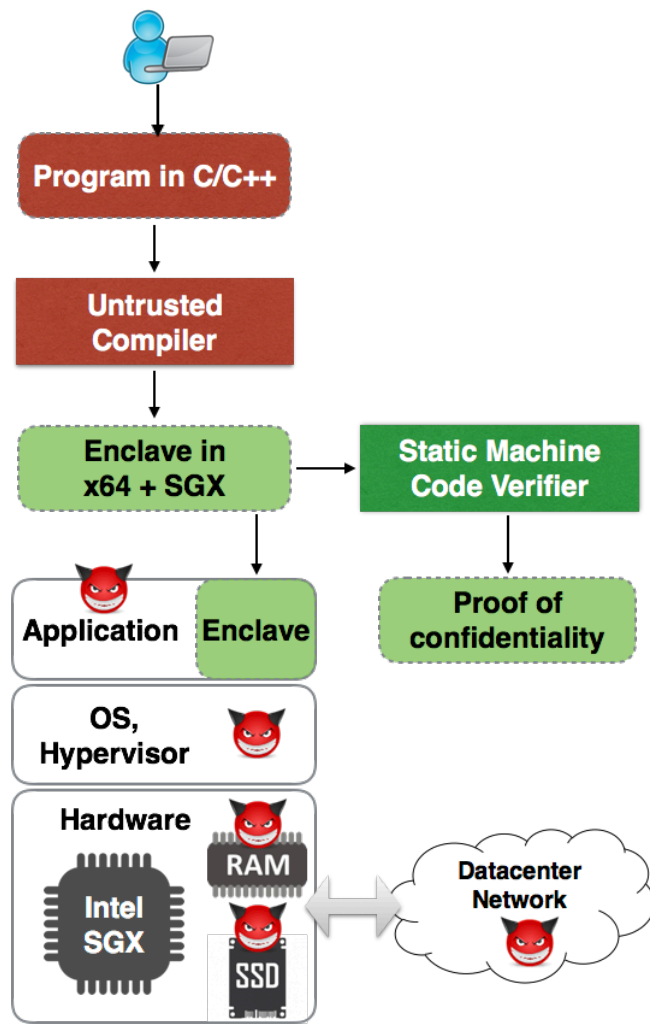 Program in C/C++
Untrusted
Compiler
Enclave in
x64 + SGX
Static Machine
Code Verifier
Application
Enclave
Proof of
confidentiality
OS,
Hypervisor
Hardware
RAM
Intel
SGX
SSD
Datacenter
Network